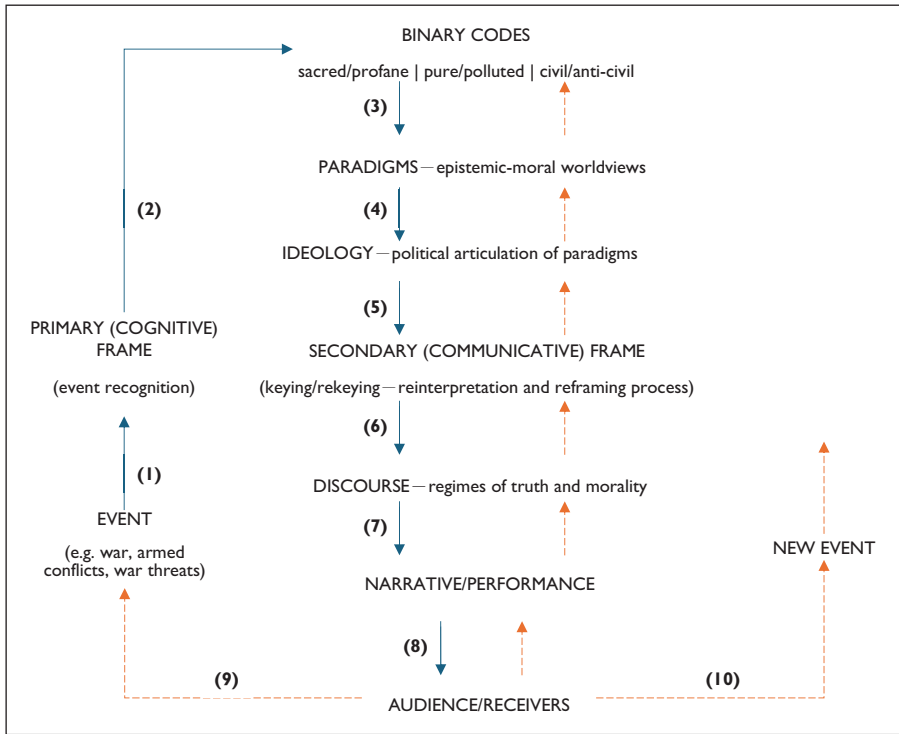 BINARY CODES
sacred/profane | pure/polluted | civil/anti-civil
(3)
PARADIGMS—epistemic-moral worldviews
(2)
(4)
IDEOLOGY—political articulation of paradigms
(5)
PRIMARY (COGNITIVE)
FRAME
(event recognition)
SECONDARY (COMMUNICATIVE) FRAME
(keying/rekeying—reinterpretation and reframing process)
(6)
(1)
DISCOURSE—regimes of truth and morality
EVENT
(e.g. war, armed
conflicts, war threats)
(7)
NEW EVENT
NARRATIVE/PERFORMANCE
(8)
(9)
(10)
AUDIENCE/RECEIVERS